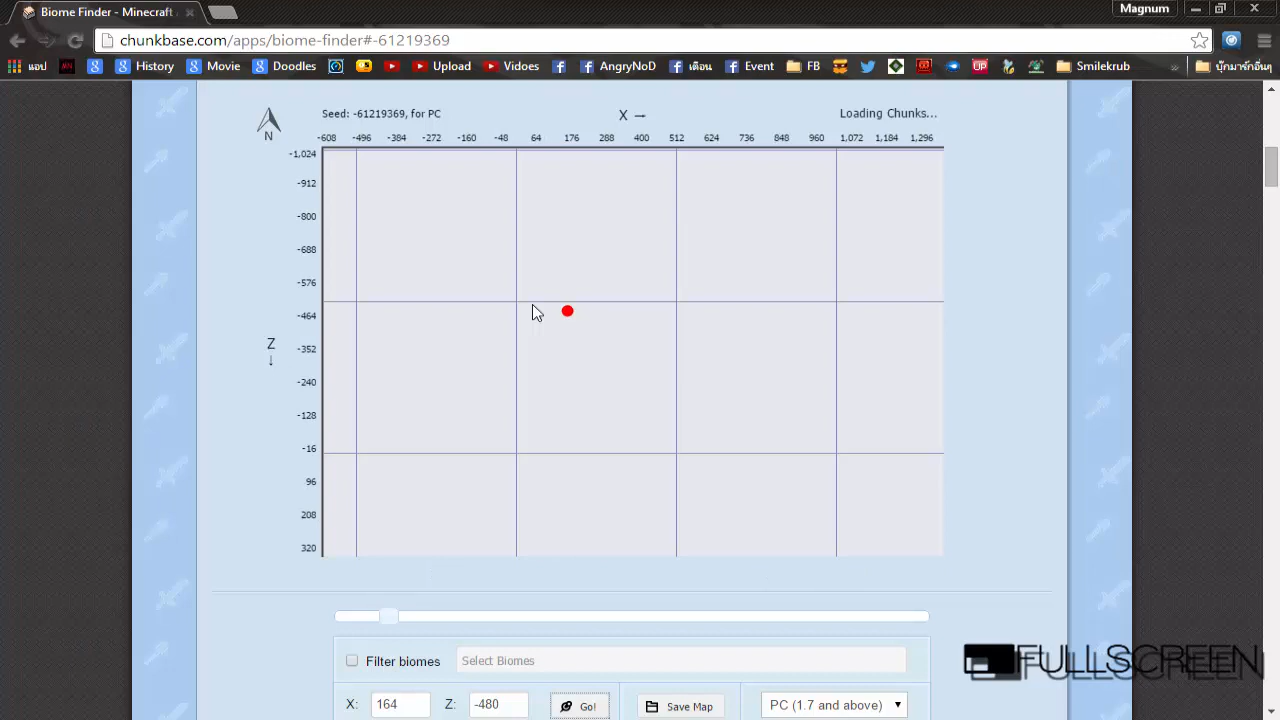 Biome Finder - Minecraft
Magnum
chunkbase.com/apps/biome-finder#-61219369
แอป History Movie Doodles Upload Vidoes AngryNoD เตือน Event FB Smilekrub » บุ๊กมาร์กอื่นๆ
Seed: -61219369, for PC
X →
Loading Chunks...
N
-608 -496 -384 -272 -160 -48 64 176 288 400 512 624 736 848 960 1,072 1,184 1,296
-1,024
-912
-800
-688
-576
-464
Z
↓
-352
-240
-128
-16
96
208
320
Filter biomes
Select Biomes
X: 164 Z: -480 Go! Save Map PC (1.7 and above)
FULLSCREEN